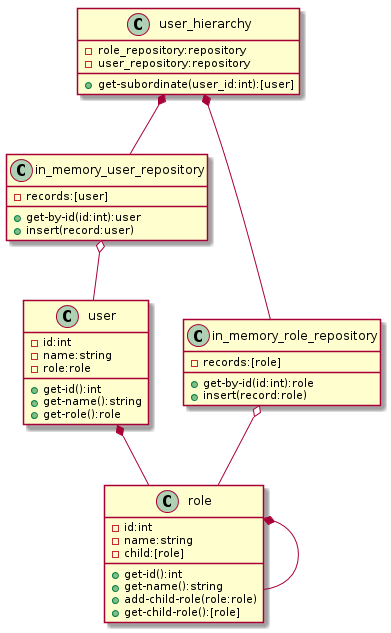 C user_hierarchy
role_repository:repository
user_repository:repository
get-subordinate(user_id:int):[user]
C in_memory_user_repository
records:[user]
get-by-id(id:int):user
insert(record:user)
C user
id:int
name:string
role:role
get-id():int
get-name():string
get-role():role
C in_memory_role_repository
records:[role]
get-by-id(id:int):role
insert(record:role)
C role
id:int
name:string
child:[role]
get-id():int
get-name():string
add-child-role(role:role)
get-child-role():[role]